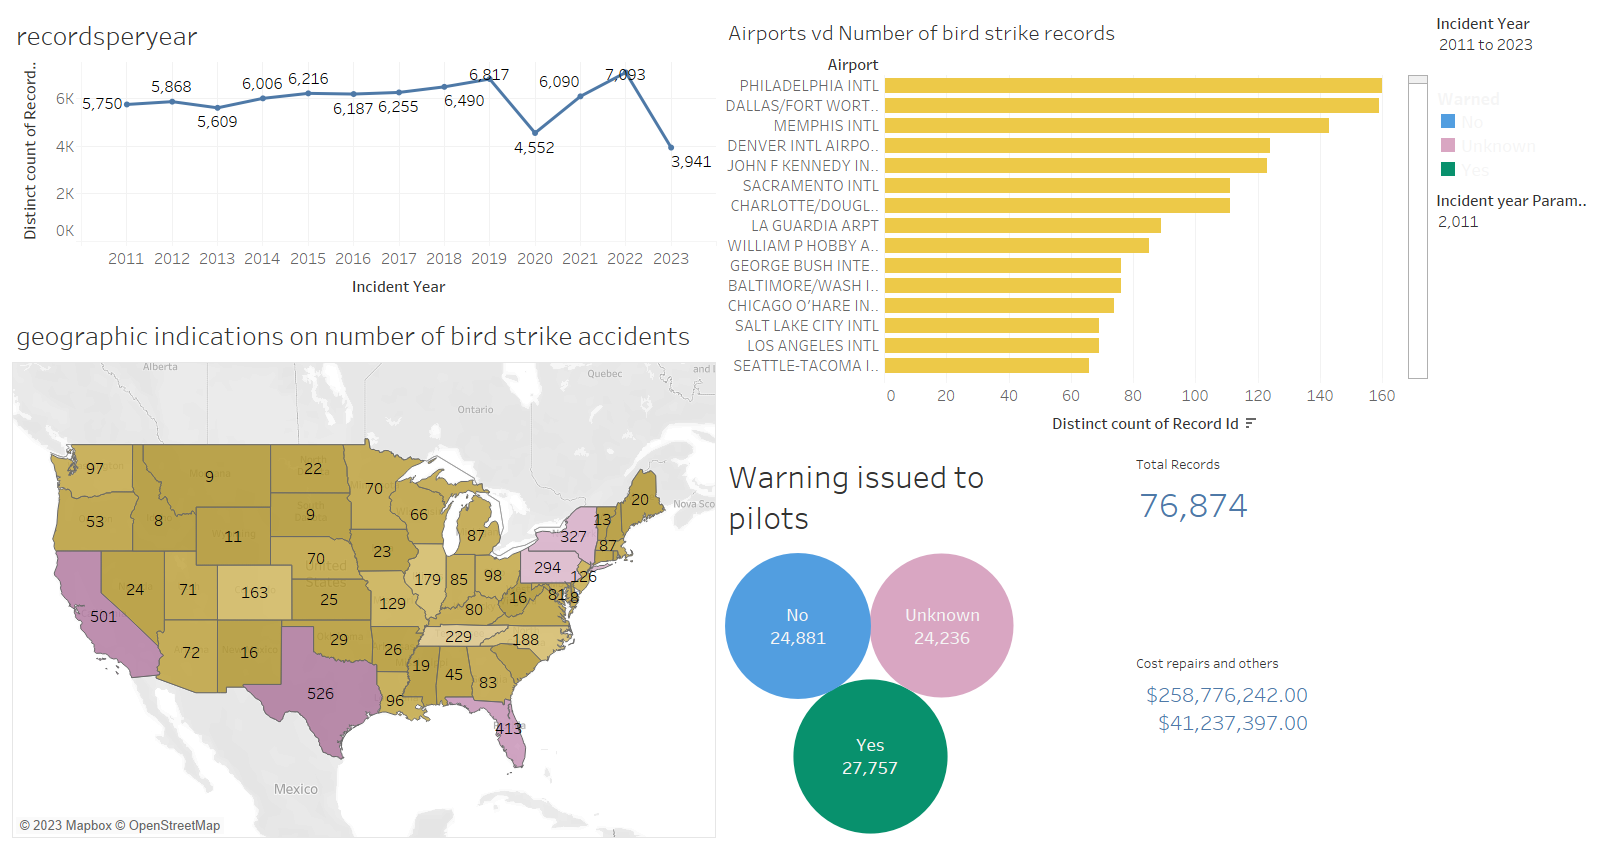 recordsperyear
Distinct count of Record..
6K
4K
2K
0K
5,750
5,868
5,609
6,006
6,216
6,187
6,255
6,490
6,817
4,552
6,090
7,093
3,941
2011 2012 2013 2014 2015 2016 2017 2018 2019 2020 2021 2022 2023
Incident Year
Airports vd Number of bird strike records
Airport
PHILADELPHIA INTL
DALLAS/FORT WORT..
MEMPHIS INTL
DENVER INTL AIRPO..
JOHN F KENNEDY IN..
SACRAMENTO INTL
CHARLOTTE/DOUGL..
LA GUARDIA ARPT
WILLIAM P HOBBY A..
GEORGE BUSH INTE..
BALTIMORE/WASH I..
CHICAGO O'HARE IN..
SALT LAKE CITY INTL
LOS ANGELES INTL
SEATTLE-TACOMA I..
0 20 40 60 80 100 120 140 160
Distinct count of Record Id
Incident Year
2011 to 2023
Warned
No
Unknown
Yes
Incident year Param..
2,011
geographic indications on number of bird strike accidents
Alberta
Quebec
and l
Ontario
Nova Sco
United
States
Mexico
97
9
22
70
66
87
20
13
327
87
53
8
11
9
23
294
126
70
179
85
98
16
81
8
24
71
163
25
129
80
501
229
188
72
16
29
26
19
45
83
526
96
413
© 2023 Mapbox © OpenStreetMap
Warning issued to
pilots
No
24,881
Unknown
24,236
Yes
27,757
Total Records
76,874
Cost repairs and others
$258,776,242.00
$41,237,397.00